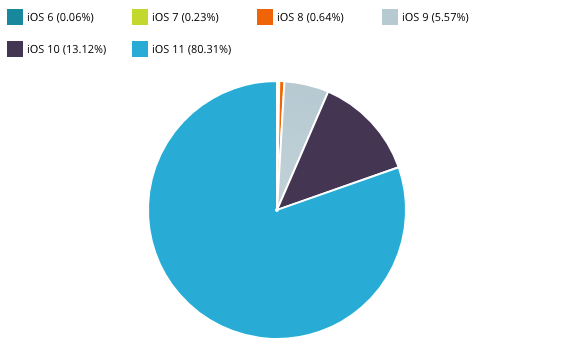 iOS 6 (0.06%) iOS 7 (0.23%) iOS 8 (0.64%) iOS 9 (5.57%)
iOS 10 (13.12%) iOS 11 (80.31%)